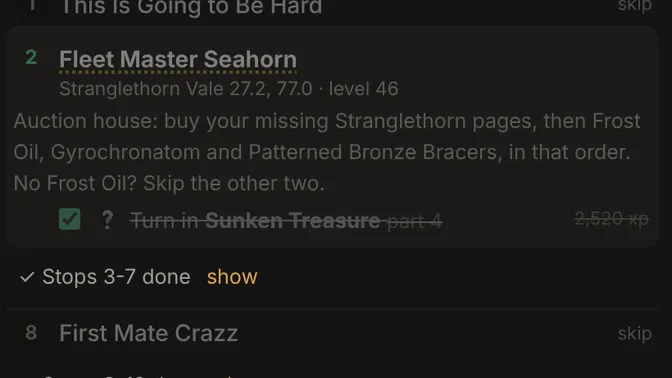 1 This Is Going to Be Hard skip
2 Fleet Master Seahorn
Stranglethorn Vale 27.2, 77.0 · level 46
Auction house: buy your missing Stranglethorn pages, then Frost
Oil, Gyrochronatom and Patterned Bronze Bracers, in that order.
No Frost Oil? Skip the other two.
? Turn in Sunken Treasure part 4 2,520 xp
✓ Stops 3-7 done show
8 First Mate Crazz skip